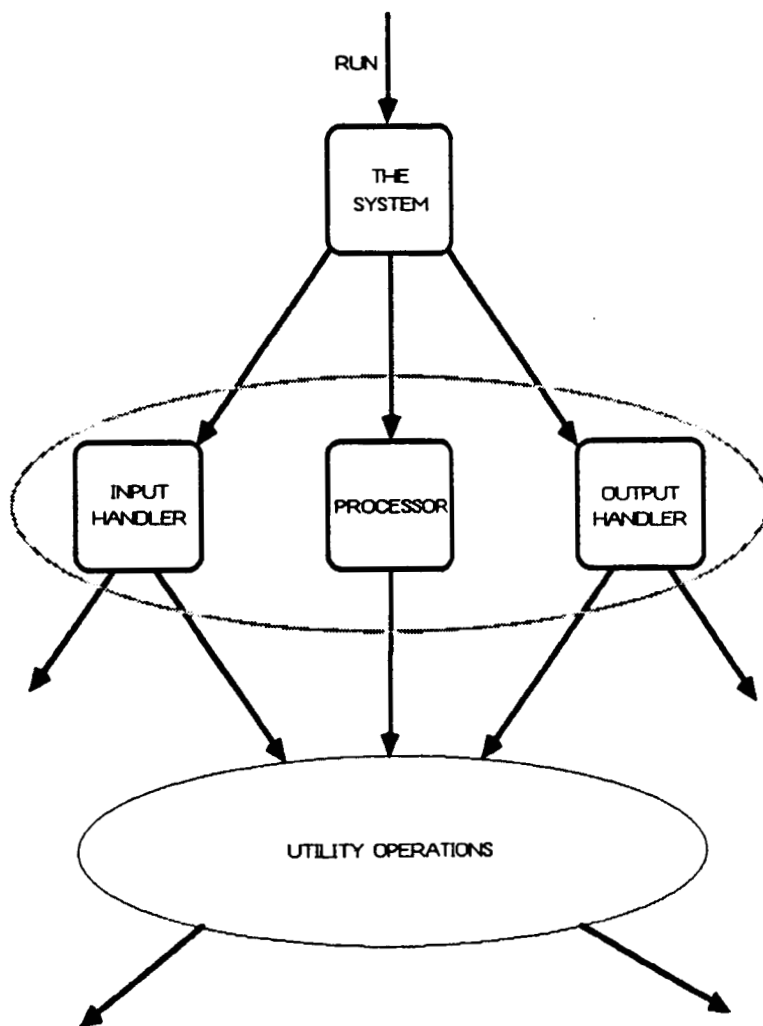 RUN
THE
SYSTEM
INPUT
HANDLER
PROCESSOR
OUTPUT
HANDLER
UTILITY OPERATIONS